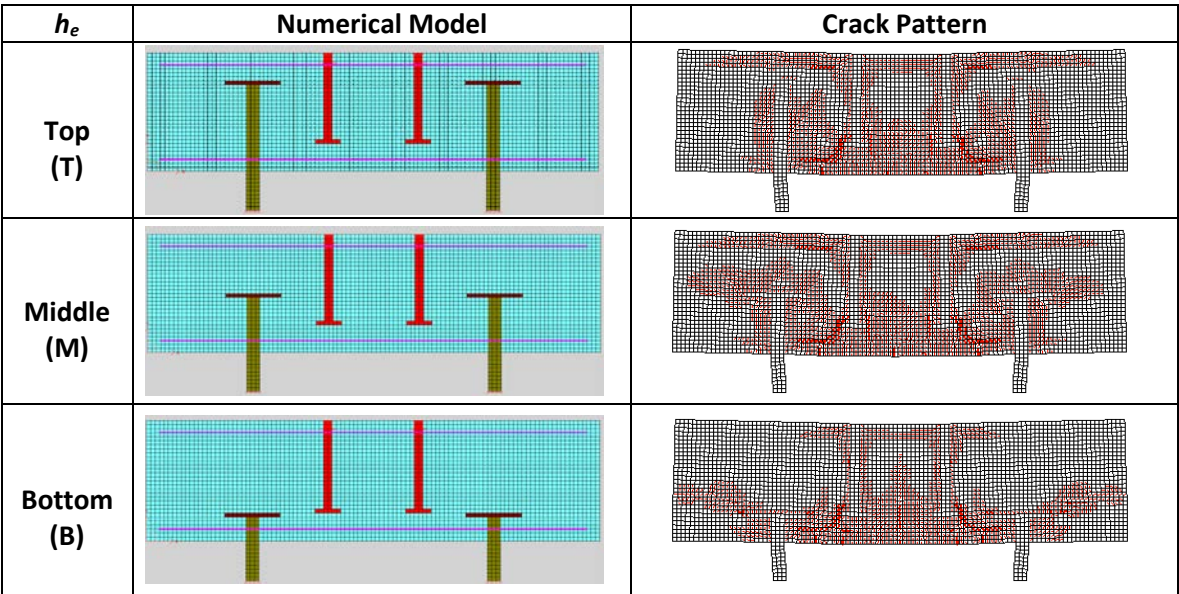 he Numerical Model Crack Pattern
Top
(T)
Middle
(M)
Bottom
(B)